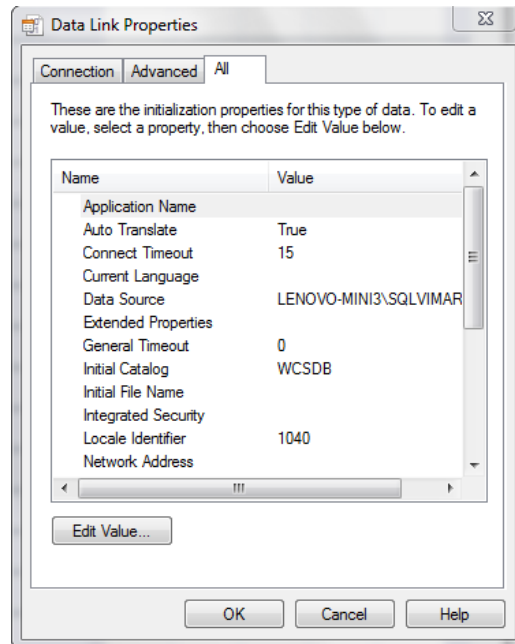 Data Link Properties
Connection Advanced All
These are the initialization properties for this type of data. To edit a
value, select a property, then choose Edit Value below.
Name Value
Application Name
Auto Translate True
Connect Timeout 15
Current Language
Data Source LENOVO-MINI3\SQLVIMAR
Extended Properties
General Timeout 0
Initial Catalog WCSDB
Initial File Name
Integrated Security
Locale Identifier 1040
Network Address
Edit Value...
OK Cancel Help